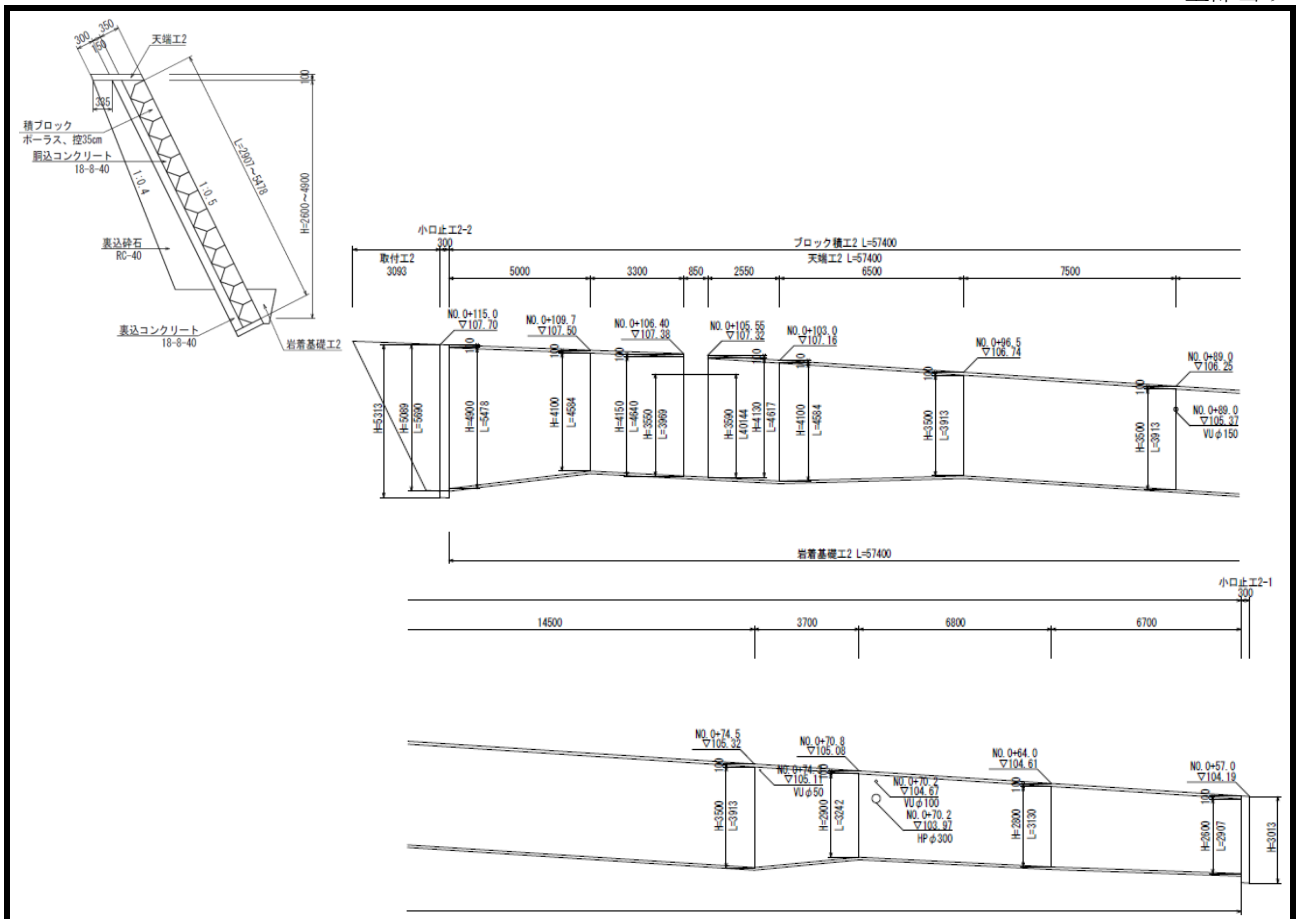 300
350
150
天端工2
100
335
積ブロック
ポーラス、控35cm
胴込コンクリート
18-8-40
L=2907～5478
1:0.4
1:0.5
H=2600～4900
裏込砕石
RC-40
裏込コンクリート
18-8-40
岩着基礎工2
小口止工2-2
300
ブロック積工2 L=57400
取付工2
3093
天端工2 L=57400
5000
3300
850
2550
6500
7500
NO.0+115.0
▽107.70
NO.0+109.7
▽107.50
NO.0+106.40
▽107.38
NO.0+105.55
▽107.32
NO.0+103.0
▽107.16
NO.0+96.5
▽106.74
NO.0+89.0
▽106.25
NO.0+89.0
▽105.37
VUφ150
100
100
100
100
100
100
H=5313
H=5089
L=5690
H=4900
L=5478
H=4100
L=4584
H=4150
L=4640
H=3550
L=3969
H=3590
L40144
H=4130
L=4617
H=4100
L=4584
H=3500
L=3913
H=3500
L=3913
岩着基礎工2 L=57400
小口止工2-1
300
14500
3700
6800
6700
NO.0+74.5
▽105.32
NO.0+70.8
▽105.08
NO.0+64.0
▽104.61
NO.0+57.0
▽104.19
▽105.11
VUφ50
NO.0+70.2
▽104.67
VUφ100
NO.0+70.2
▽103.97
HPφ300
100
100
100
100
H=3500
L=3913
H=2900
L=3242
H=2800
L=3130
H=2600
L=2907
H=3013